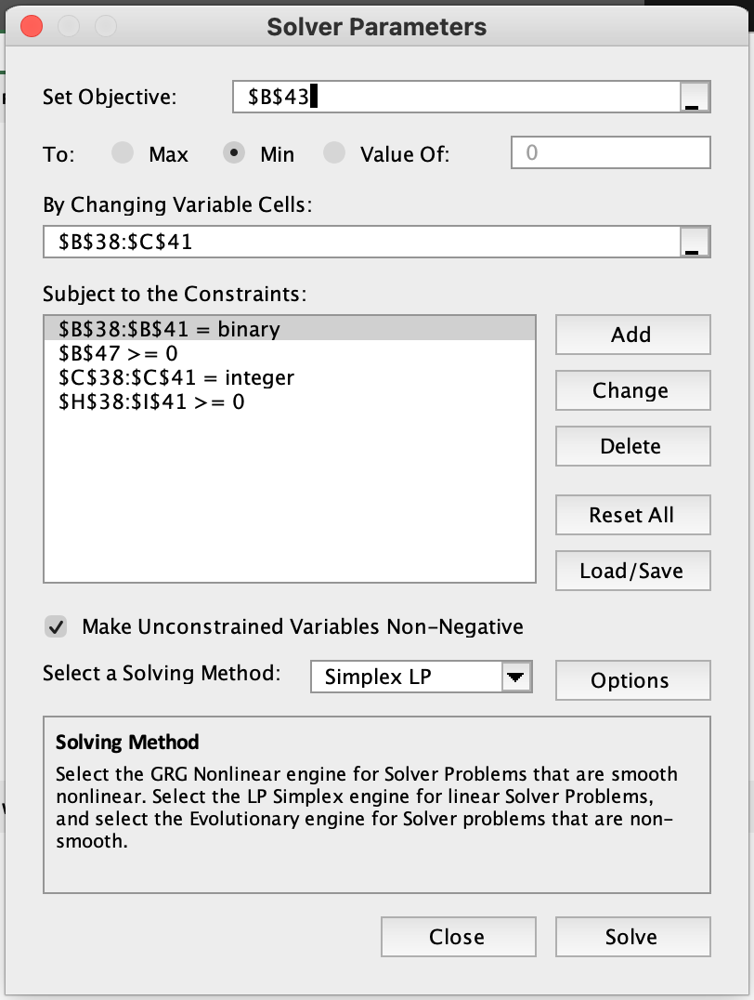 Solver Parameters
Set Objective: $B$43
To: Max Min Value Of: 0
By Changing Variable Cells:
$B$38:$C$41
Subject to the Constraints:
$B$38:$B$41 = binary
$B$47 >= 0
$C$38:$C$41 = integer
$H$38:$I$41 >= 0
Add
Change
Delete
Reset All
Load/Save
Make Unconstrained Variables Non-Negative
Select a Solving Method: Simplex LP Options
Solving Method
Select the GRG Nonlinear engine for Solver Problems that are smooth
nonlinear. Select the LP Simplex engine for linear Solver Problems,
and select the Evolutionary engine for Solver problems that are non-
smooth.
Close Solve